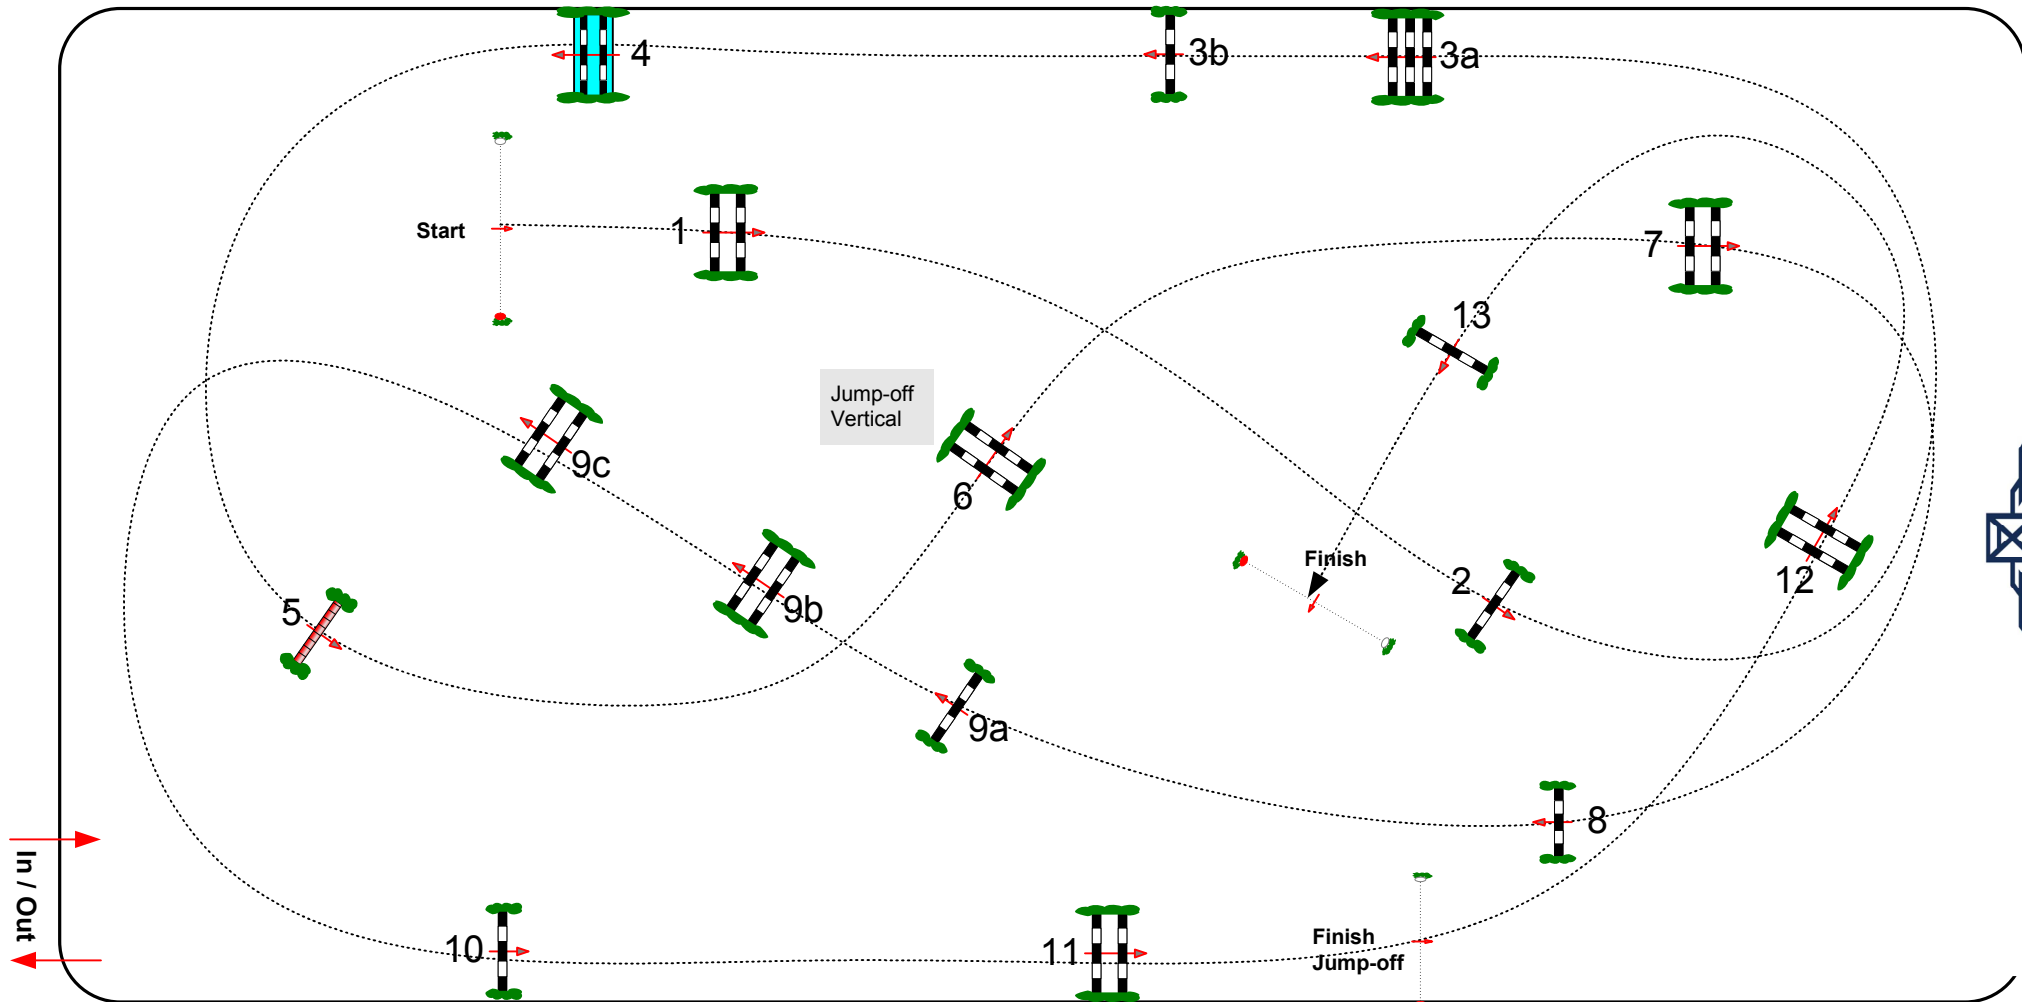 4
3b
3a
Start
1
7
13
Jump-off
Vertical
9c
6
Finish
2
12
5
9b
9a
8
In / Out
10
11
Finish
Jump-off